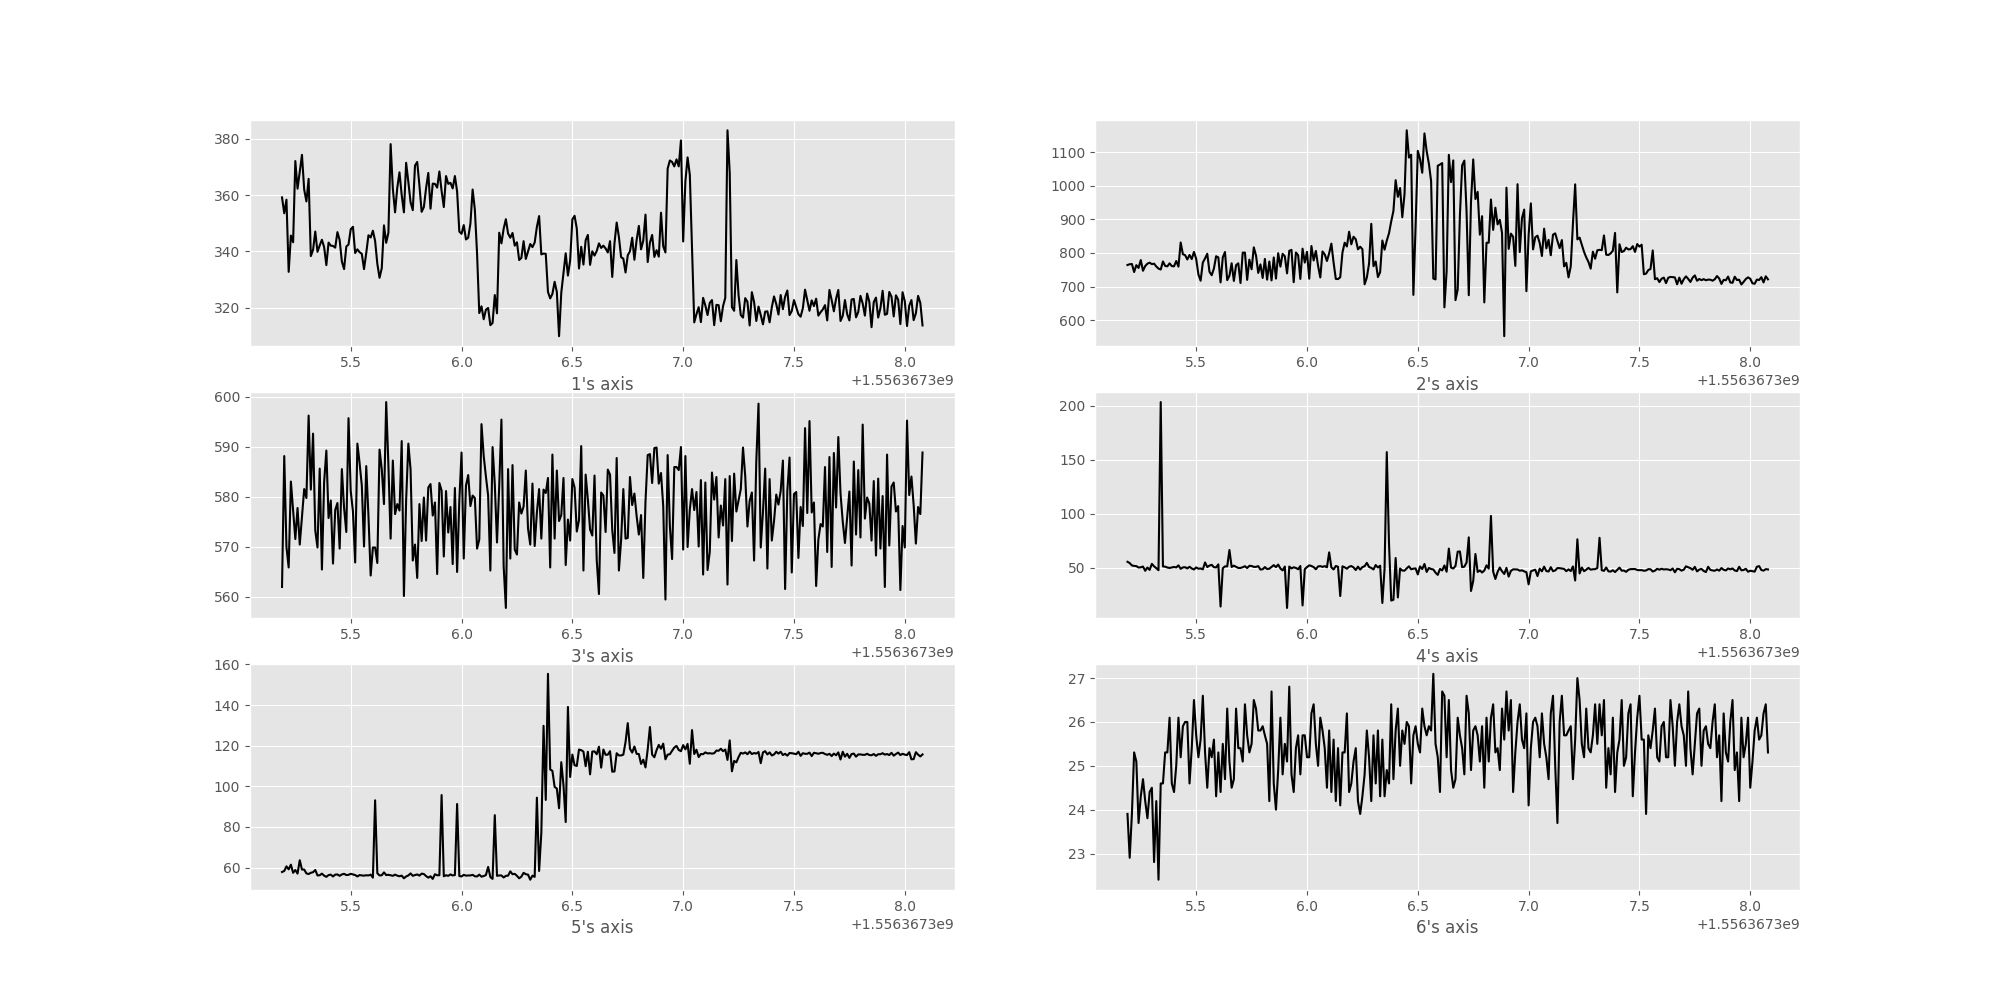 380
360
340
320
5.5 6.0 6.5 7.0 7.5 8.0
1's axis +1.5563673e9
1100
1000
900
800
700
600
5.5 6.0 6.5 7.0 7.5 8.0
2's axis +1.5563673e9
600
590
580
570
560
5.5 6.0 6.5 7.0 7.5 8.0
3's axis +1.5563673e9
200
150
100
50
5.5 6.0 6.5 7.0 7.5 8.0
4's axis +1.5563673e9
160
140
120
100
80
60
5.5 6.0 6.5 7.0 7.5 8.0
5's axis +1.5563673e9
27
26
25
24
23
5.5 6.0 6.5 7.0 7.5 8.0
6's axis +1.5563673e9